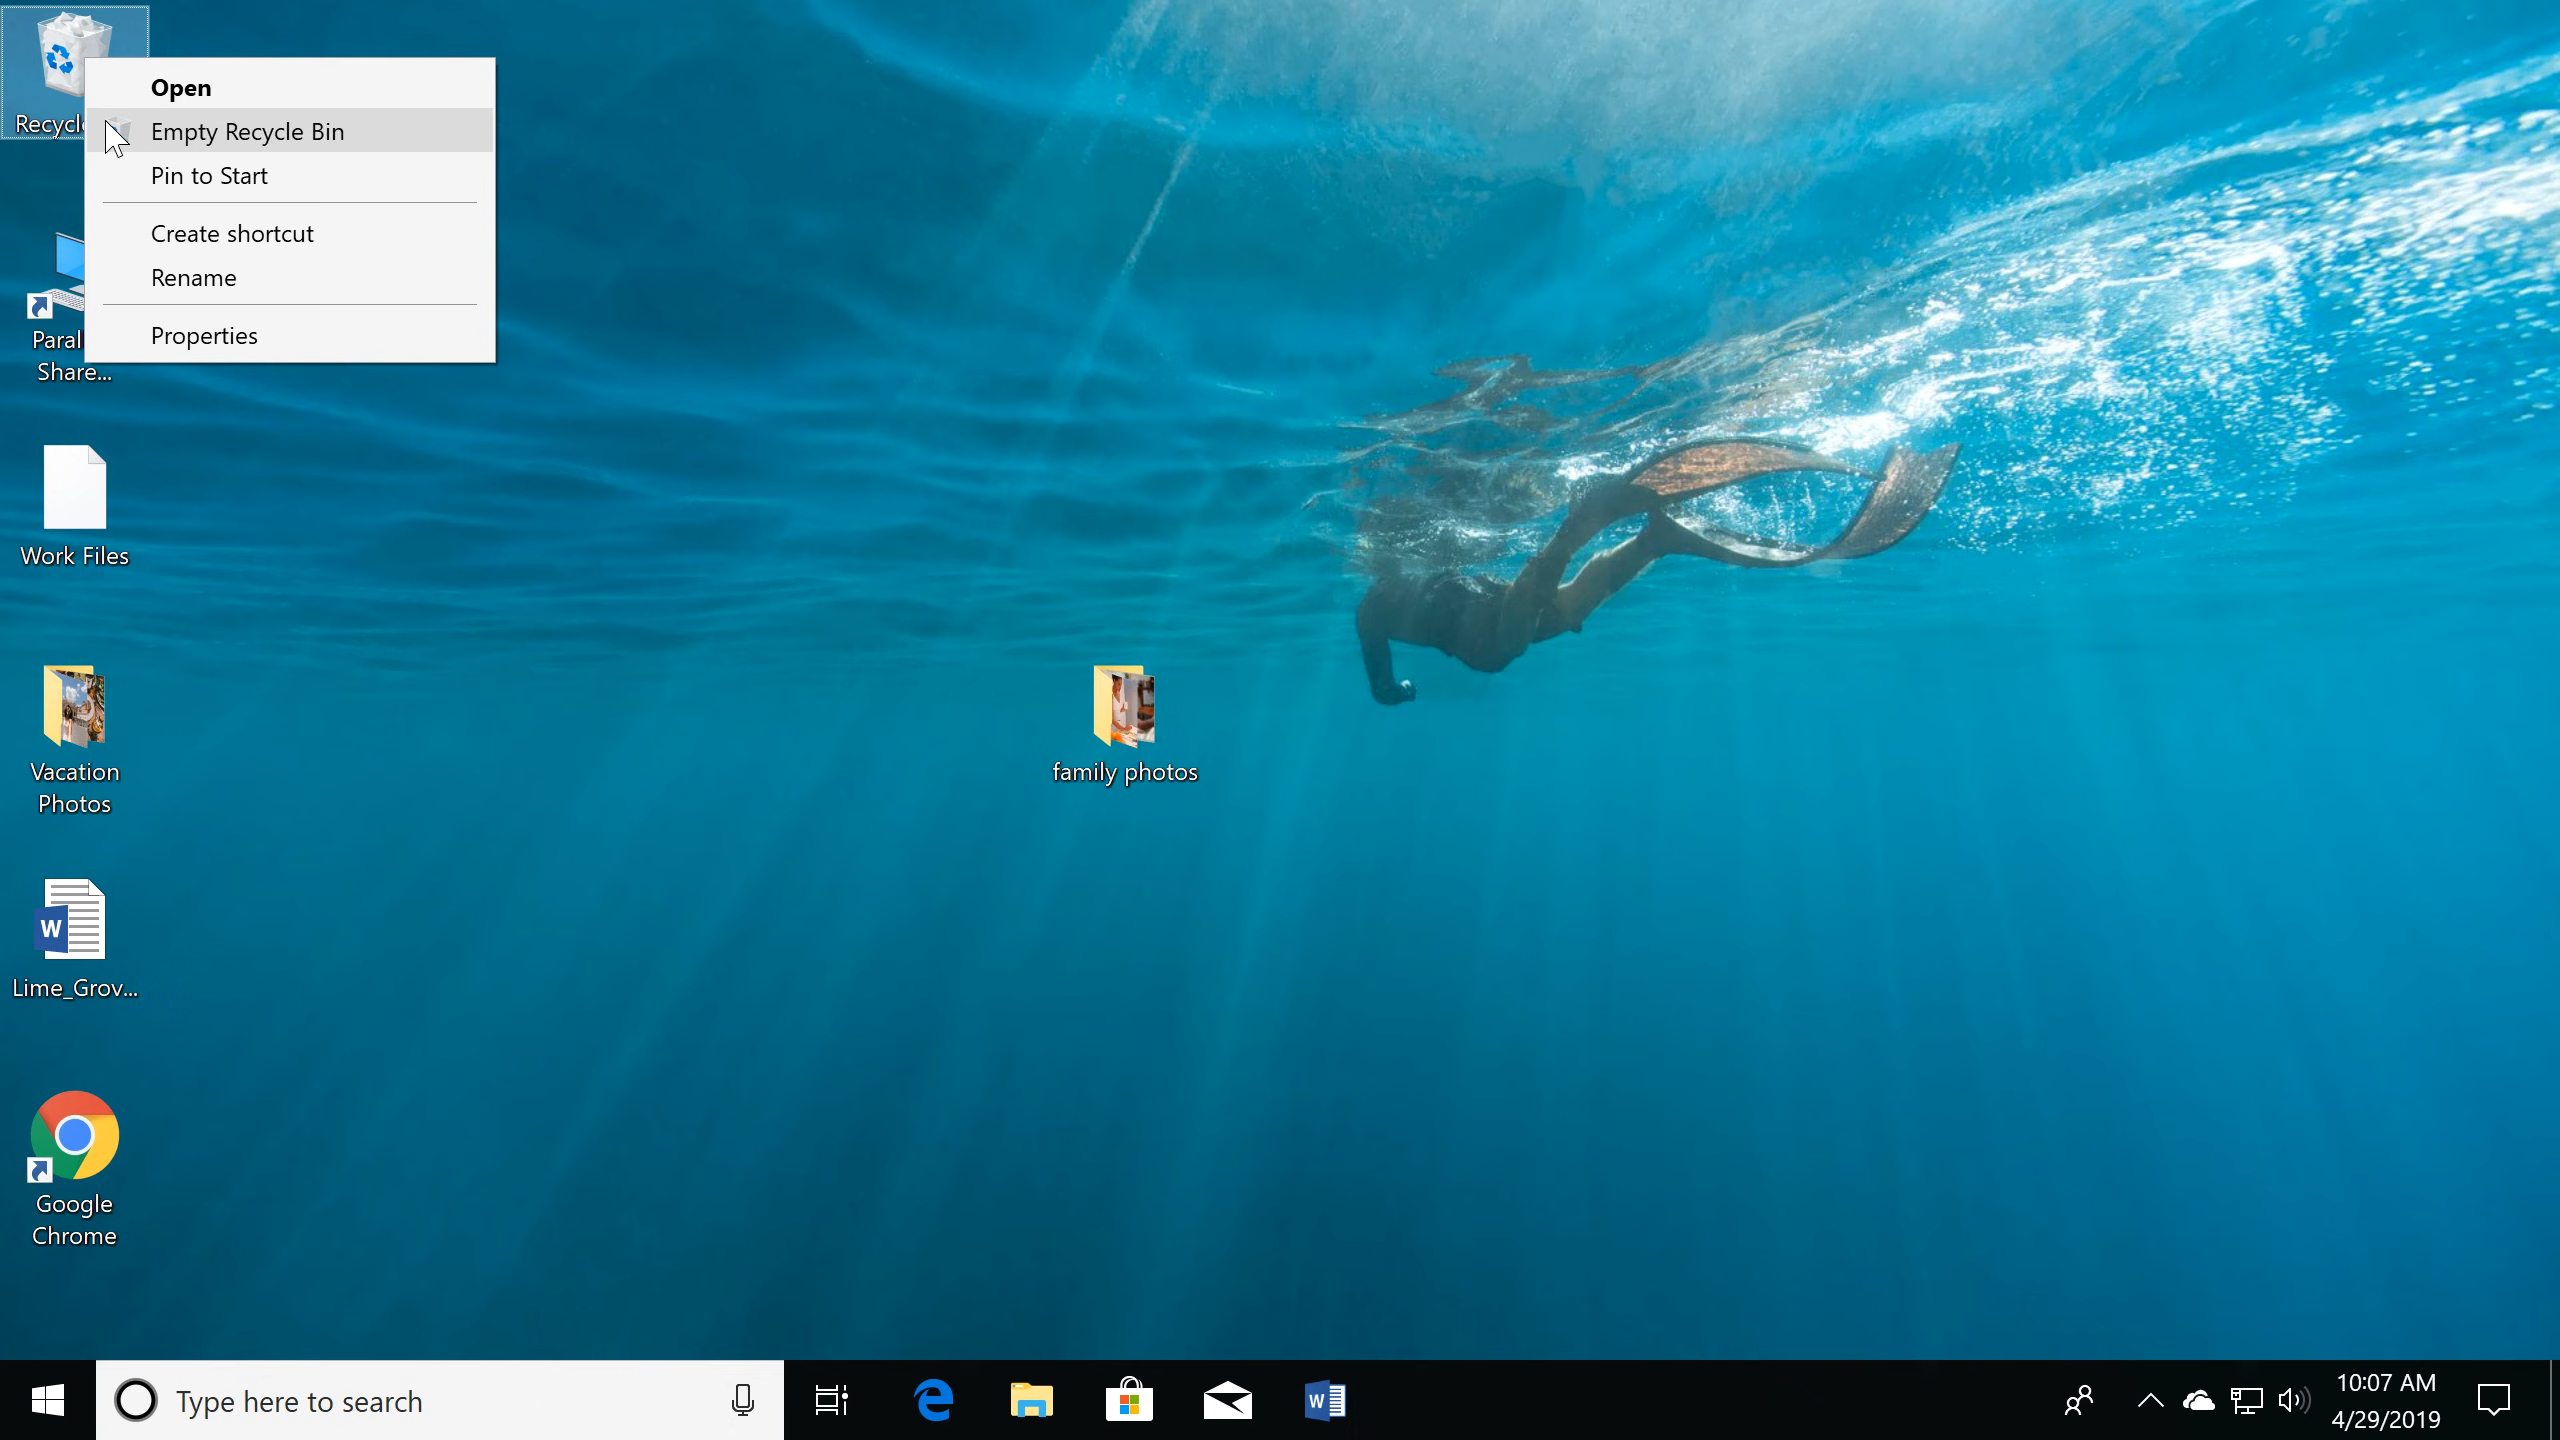 Recycle
Open
Empty Recycle Bin
Pin to Start
Create shortcut
Rename
Properties
Paral
Share...
Work Files
Vacation
Photos
family photos
W
Lime_Grov...
Google
Chrome
Type here to search
W
10:07 AM
4/29/2019